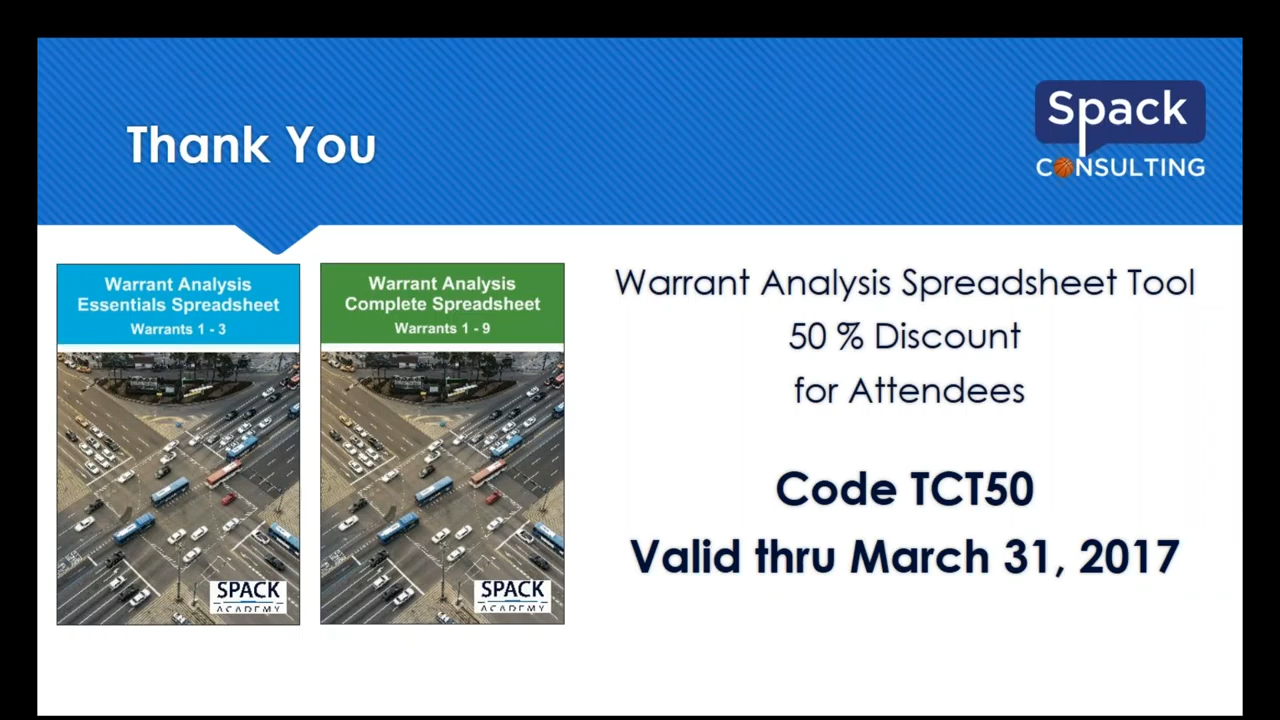 Thank You
Spack
CONSULTING
Warrant Analysis
Essentials Spreadsheet
Warrants 1 - 3
SPACK
ACADEMY
Warrant Analysis
Complete Spreadsheet
Warrants 1 - 9
SPACK
ACADEMY
Warrant Analysis Spreadsheet Tool
50 % Discount
for Attendees
Code TCT50
Valid thru March 31, 2017